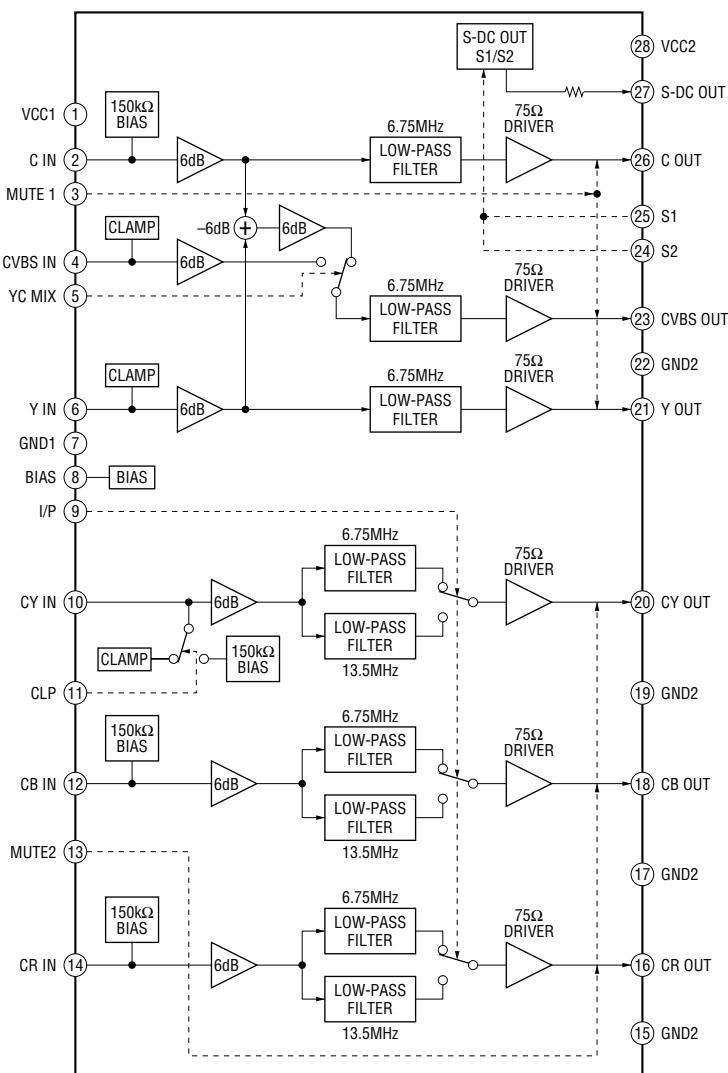 S-DC OUT
S1/S2
28 VCC2
150kΩ
BIAS
27 S-DC OUT
VCC1 1
6.75MHz
75Ω
DRIVER
C IN 2
6dB
LOW-PASS
FILTER
26 C OUT
MUTE 1 3
CLAMP
–6dB + 6dB
25 S1
24 S2
CVBS IN 4
6dB
YC MIX 5
6.75MHz
75Ω
DRIVER
LOW-PASS
FILTER
23 CVBS OUT
CLAMP
6.75MHz
75Ω
DRIVER
22 GND2
Y IN 6
6dB
LOW-PASS
FILTER
21 Y OUT
GND1 7
BIAS 8 BIAS
I/P 9
6.75MHz
LOW-PASS
FILTER
75Ω
DRIVER
CY IN 10
6dB
20 CY OUT
LOW-PASS
FILTER
13.5MHz
CLAMP
150kΩ
BIAS
CLP 11
19 GND2
150kΩ
BIAS
6.75MHz
LOW-PASS
FILTER
75Ω
DRIVER
CB IN 12
6dB
18 CB OUT
LOW-PASS
FILTER
13.5MHz
MUTE2 13
17 GND2
150kΩ
BIAS
6.75MHz
LOW-PASS
FILTER
75Ω
DRIVER
CR IN 14
6dB
16 CR OUT
LOW-PASS
FILTER
13.5MHz
15 GND2